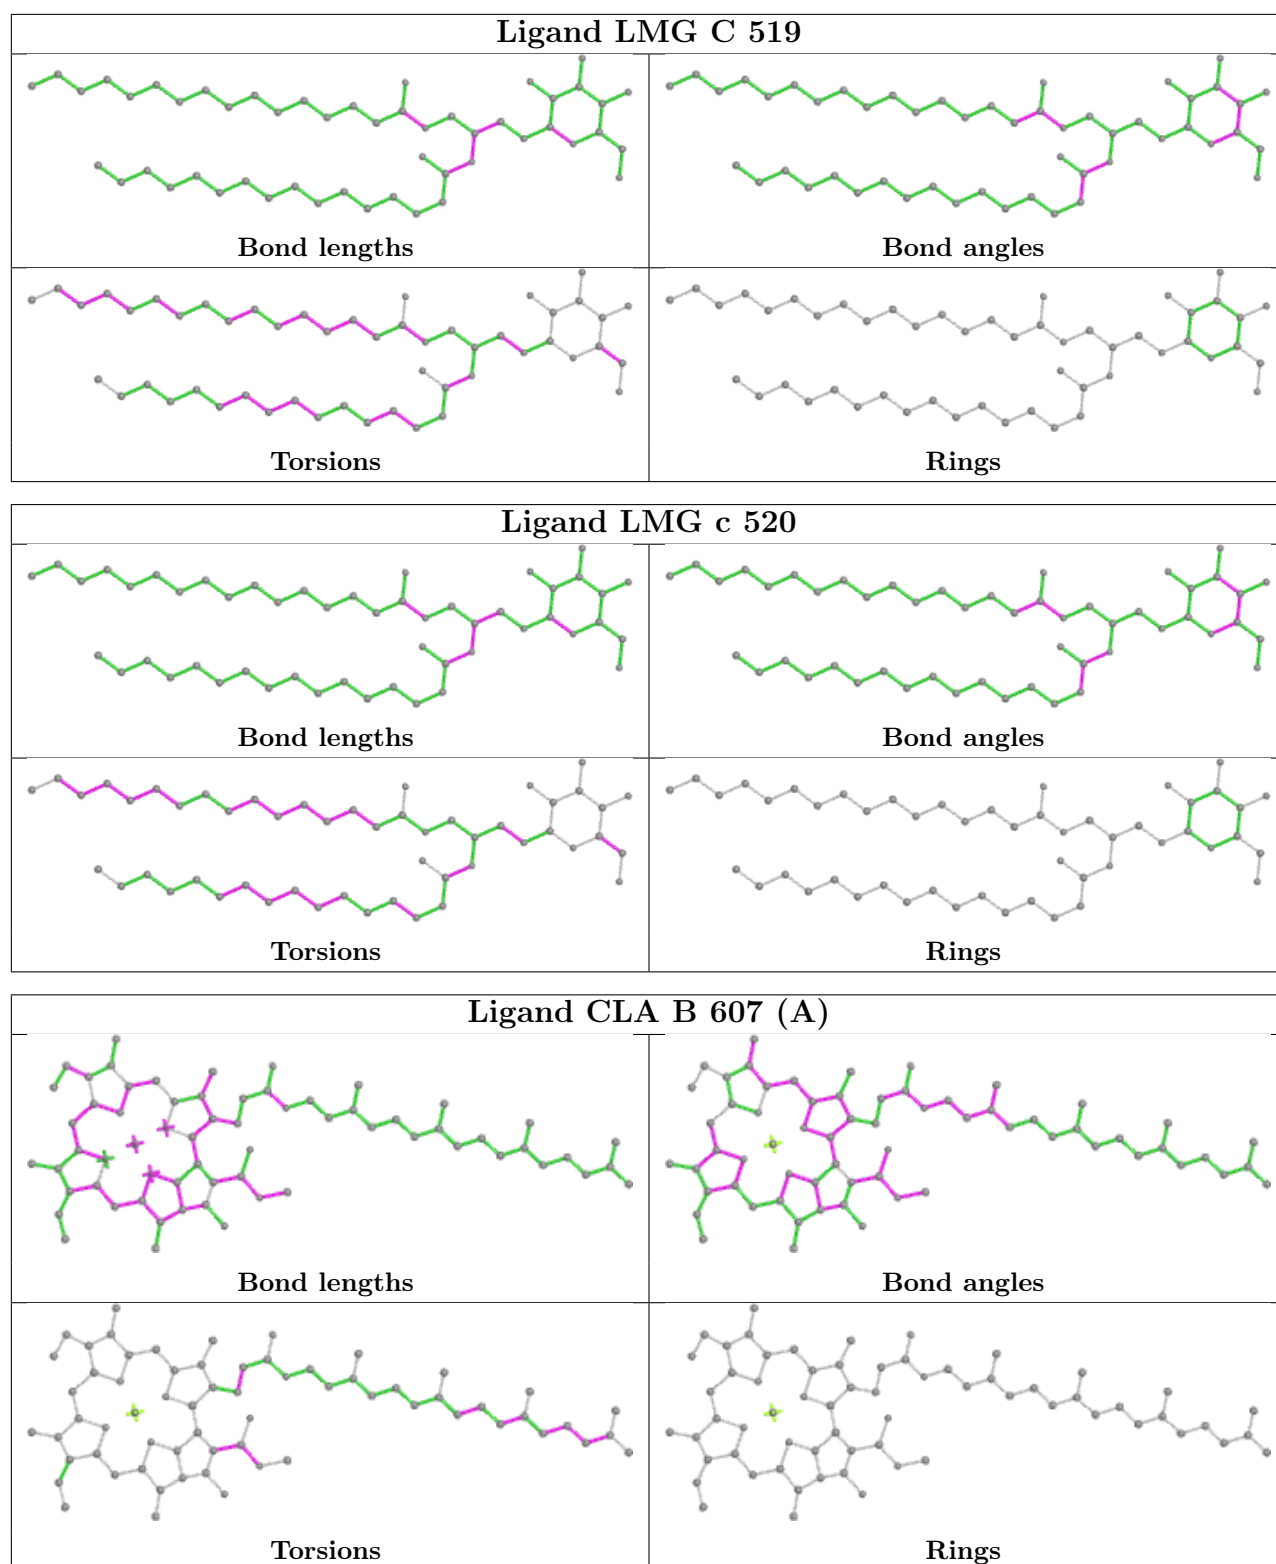 Ligand LMG C 519
Bond lengths
Bond angles
Torsions
Rings
Ligand LMG c 520
Bond lengths
Bond angles
Torsions
Rings
Ligand CLA B 607 (A)
Bond lengths
Bond angles
Torsions
Rings